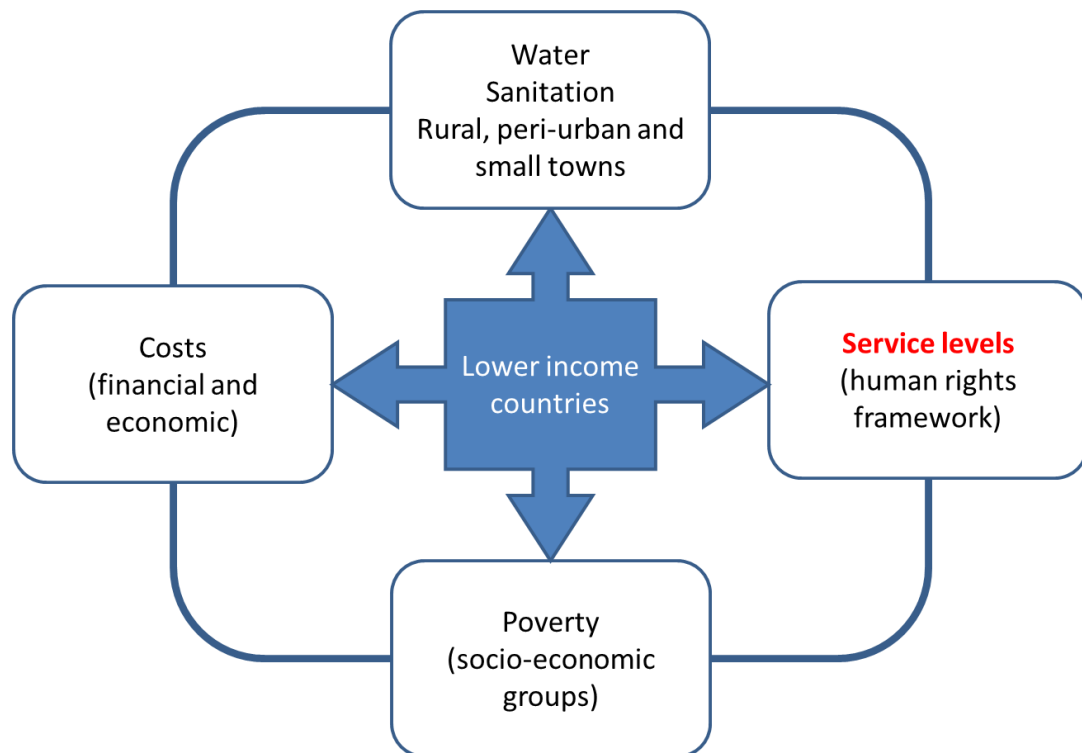 Water
Sanitation
Rural, peri-urban and
small towns
Costs
(financial and
economic)
Lower income
countries
Service levels
(human rights
framework)
Poverty
(socio-economic
groups)